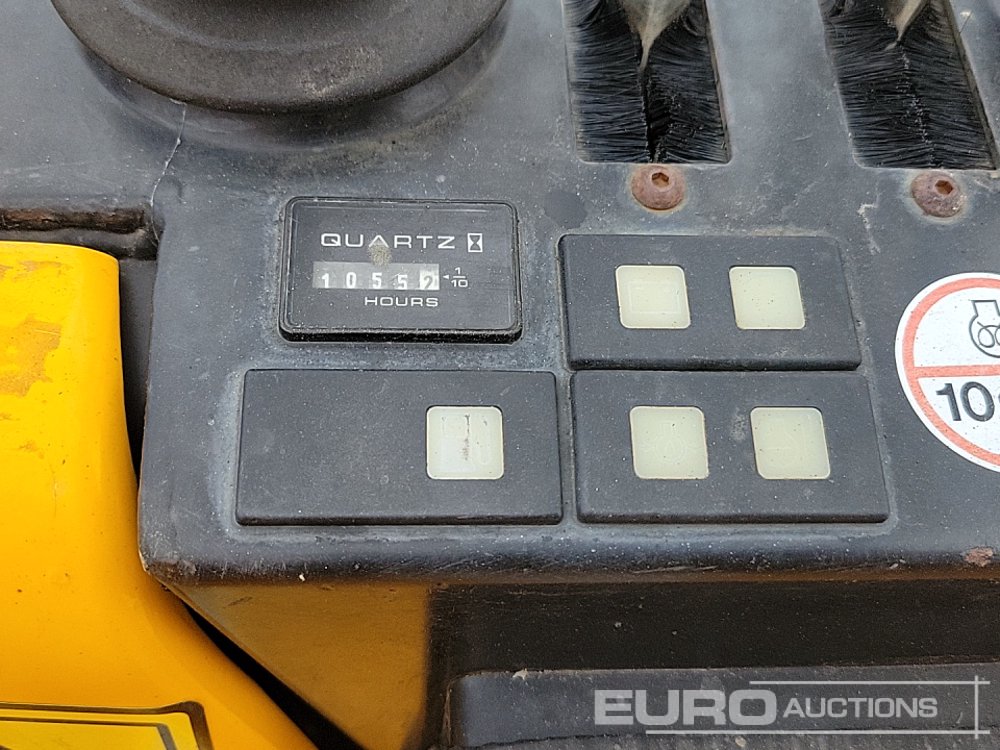 QUARTZ
10552 1/10
HOURS
10
EURO AUCTIONS